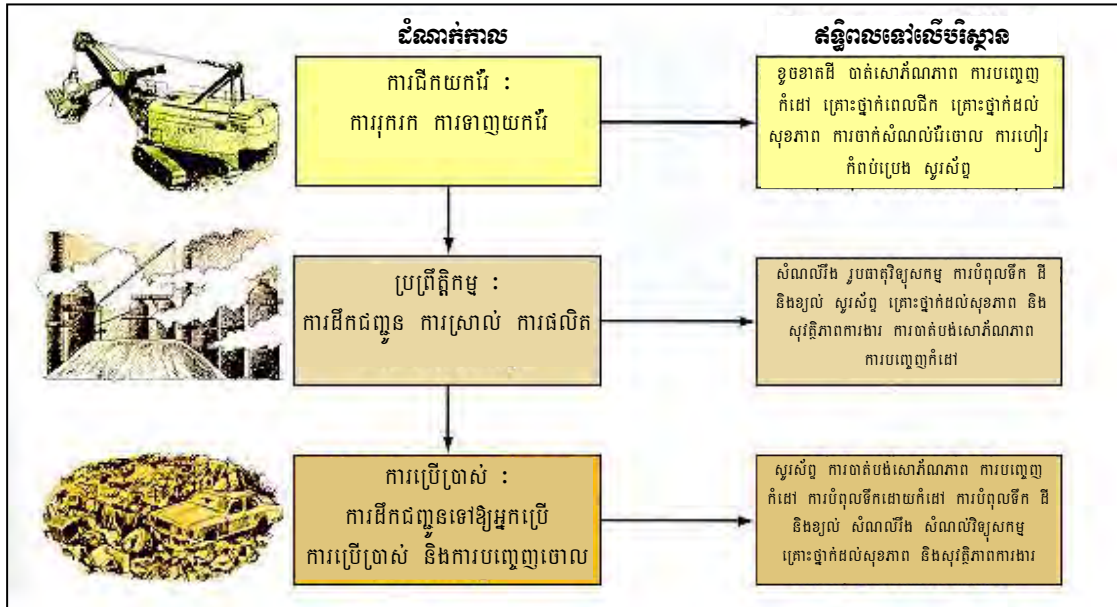 ដំណាក់កាល
ឥទ្ធិពលទៅលើបរិស្ថាន
ការជីកយករ៉ែ :
ការរុករក ការទាញយករ៉ែ
ខូចខាតដី បាត់សោភ័ណភាព ការបញ្ចេញ
កំដៅ គ្រោះថ្នាក់ពេលជីក គ្រោះថ្នាក់ដល់
សុខភាព ការចាក់សំណល់រ៉ែចោល ការហៀរ
កំពប់ប្រេង សូរស័ព្ទ
ប្រព្រឹត្តិកម្ម :
ការដឹកជញ្ជូន ការស្រាល់ ការផលិត
សំណល់រឹង រូបធាតុវិទ្យុសកម្ម ការបំពុលទឹក ដី
និងខ្យល់ សូរស័ព្ទ គ្រោះថ្នាក់ដល់សុខភាព និង
សុវត្ថិភាពការងារ ការបាត់បង់សោភ័ណភាព
ការបញ្ចេញកំដៅ
ការប្រើប្រាស់ :
ការដឹកជញ្ជូនទៅឱ្យអ្នកប្រើ
ការប្រើប្រាស់ និងការបញ្ចេញចោល
សូរស័ព្ទ ការបាត់បង់សោភ័ណភាព ការបញ្ចេញ
កំដៅ ការបំពុលទឹកដោយកំដៅ ការបំពុលទឹក ដី
និងខ្យល់ សំណល់រឹង សំណល់វិទ្យុសកម្ម
គ្រោះថ្នាក់ដល់សុខភាព និងសុវត្ថិភាពការងារ